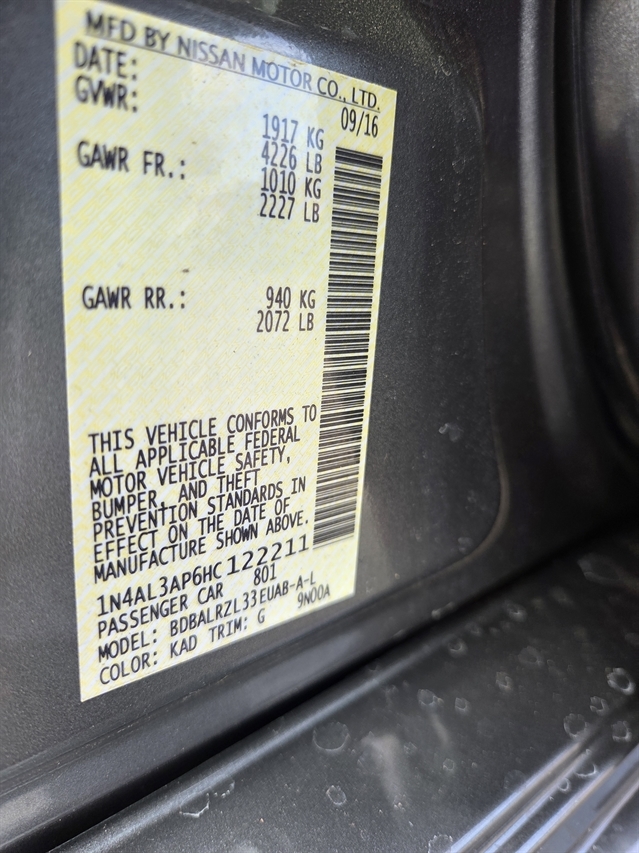 MFD BY NISSAN MOTOR CO., LTD.
DATE: 09/16
GVWR: 1917 KG
4226 LB
GAWR FR.: 1010 KG
2227 LB
GAWR RR.: 940 KG
2072 LB
THIS VEHICLE CONFORMS TO
ALL APPLICABLE FEDERAL
MOTOR VEHICLE SAFETY,
BUMPER, AND THEFT
PREVENTION STANDARDS IN
EFFECT ON THE DATE OF
MANUFACTURE SHOWN ABOVE.
1N4AL3AP6HC122211
PASSENGER CAR 801
MODEL: BDBALRZL33EUAB-A-L
COLOR: KAD TRIM: G 9N00A